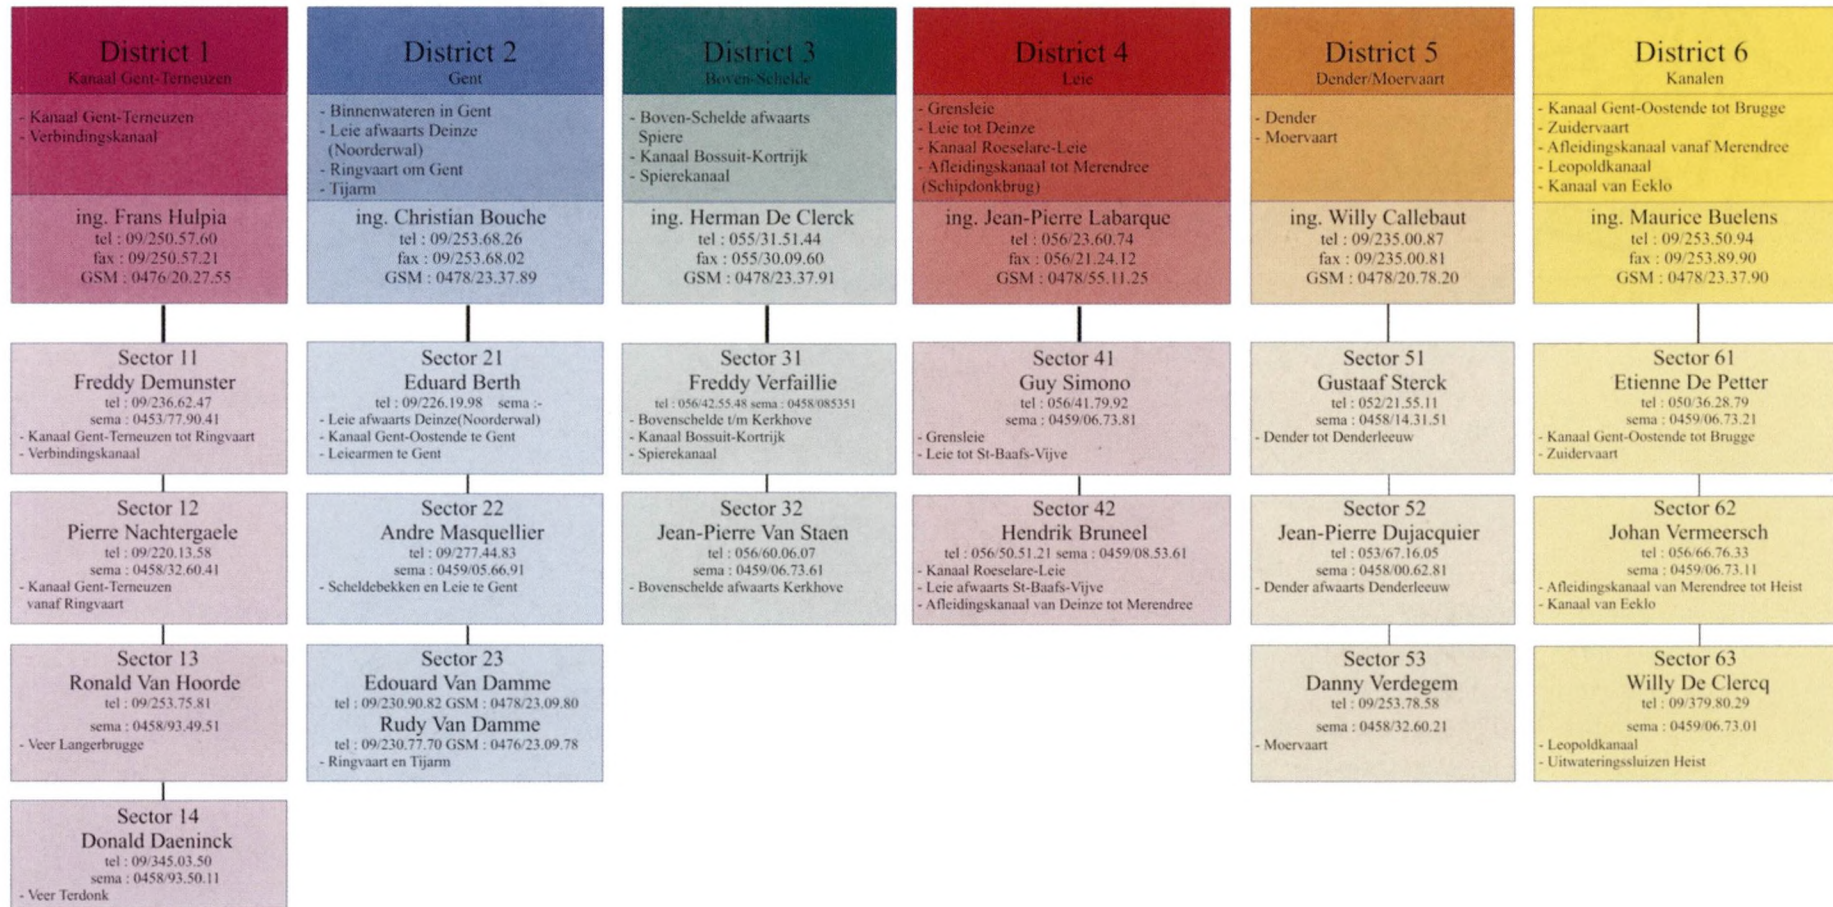 District 1
Kanaal Gent-Terneuzen
- Kanaal Gent-Terneuzen
- Verbindingskanaal
ing. Frans Hulpia
tel : 09/250.57.60
fax : 09/250.57.21
GSM : 0476/20.27.55
Sector 11
Freddy Demunster
tel : 09/236.62.47
sema : 0453/77.90.41
- Kanaal Gent-Terneuzen tot Ringvaart
- Verbindingskanaal
Sector 12
Pierre Nachtergaele
tel : 09/220.13.58
sema : 0458/32.60.41
- Kanaal Gent-Terneuzen
vanaf Ringvaart
Sector 13
Ronald Van Hoorde
tel : 09/253.75.81
sema : 0458/93.49.51
- Veer Langerbrugge
Sector 14
Donald Daeninck
tel : 09/345.03.50
sema : 0458/93.50.11
- Veer Terdonk
District 2
Gent
- Binnenwateren in Gent
- Leie afwaarts Deinze
(Noorderwal)
- Ringvaart om Gent
- Tijarm
ing. Christian Bouche
tel : 09/253.68.26
fax : 09/253.68.02
GSM : 0478/23.37.89
Sector 21
Eduard Berth
tel : 09/226.19.98 sema :-
- Leie afwaarts Deinze(Noorderwal)
- Kanaal Gent-Oostende te Gent
- Leiearmen te Gent
Sector 22
Andre Masquellier
tel : 09/277.44.83
sema : 0459/05.66.91
- Scheldebekken en Leie te Gent
Sector 23
Edouard Van Damme
tel : 09/230.90.82 GSM : 0478/23.09.80
Rudy Van Damme
tel : 09/230.77.70 GSM : 0476/23.09.78
- Ringvaart en Tijarm
District 3
Boven-Schelde
- Boven-Schelde afwaarts
Spiere
- Kanaal Bossuit-Kortrijk
- Spierekanaal
ing. Herman De Clerck
tel : 055/31.51.44
fax : 055/30.09.60
GSM : 0478/23.37.91
Sector 31
Freddy Verfaillie
tel : 056/42.55.48 sema : 0458/085351
- Bovenschelde t/m Kerkhove
- Kanaal Bossuit-Kortrijk
- Spierekanaal
Sector 32
Jean-Pierre Van Staen
tel : 056/60.06.07
sema : 0459/06.73.61
- Bovenschelde afwaarts Kerkhove
District 4
Leie
- Grensleie
- Leie tot Deinze
- Kanaal Roeselare-Leie
- Afleidingskanaal tot Merendree
(Schipdonkbrug)
ing. Jean-Pierre Labarque
tel : 056/23.60.74
fax : 056/21.24.12
GSM : 0478/55.11.25
Sector 41
Guy Simono
tel : 056/41.79.92
sema : 0459/06.73.81
- Grensleie
- Leie tot St-Baafs-Vijve
Sector 42
Hendrik Bruneel
tel : 056/50.51.21 sema : 0459/08.53.61
- Kanaal Roeselare-Leie
- Leie afwaarts St-Baafs-Vijve
- Afleidingskanaal van Deinze tot Merendree
District 5
Dender/Moervaart
- Dender
- Moervaart
ing. Willy Callebaut
tel : 09/235.00.87
fax : 09/235.00.81
GSM : 0478/20.78.20
Sector 51
Gustaaf Sterck
tel : 052/21.55.11
sema : 0458/14.31.51
- Dender tot Denderleeuw
Sector 52
Jean-Pierre Dujacquier
tel : 053/67.16.05
sema : 0458/00.62.81
- Dender afwaarts Denderleeuw
Sector 53
Danny Verdegem
tel : 09/253.78.58
sema : 0458/32.60.21
- Moervaart
District 6
Kanalen
- Kanaal Gent-Oostende tot Brugge
- Zuidervaart
- Afleidingskanaal vanaf Merendree
- Leopoldkanaal
- Kanaal van Eeklo
ing. Maurice Buelens
tel : 09/253.50.94
fax : 09/253.89.90
GSM : 0478/23.37.90
Sector 61
Etienne De Petter
tel : 050/36.28.79
sema : 0459/06.73.21
- Kanaal Gent-Oostende tot Brugge
- Zuidervaart
Sector 62
Johan Vermeersch
tel : 056/66.76.33
sema : 0459/06.73.11
- Afleidingskanaal van Merendree tot Heist
- Kanaal van Eeklo
Sector 63
Willy De Clercq
tel : 09/379.80.29
sema : 0459/06.73.01
- Leopoldkanaal
- Uitwateringssluizen Heist